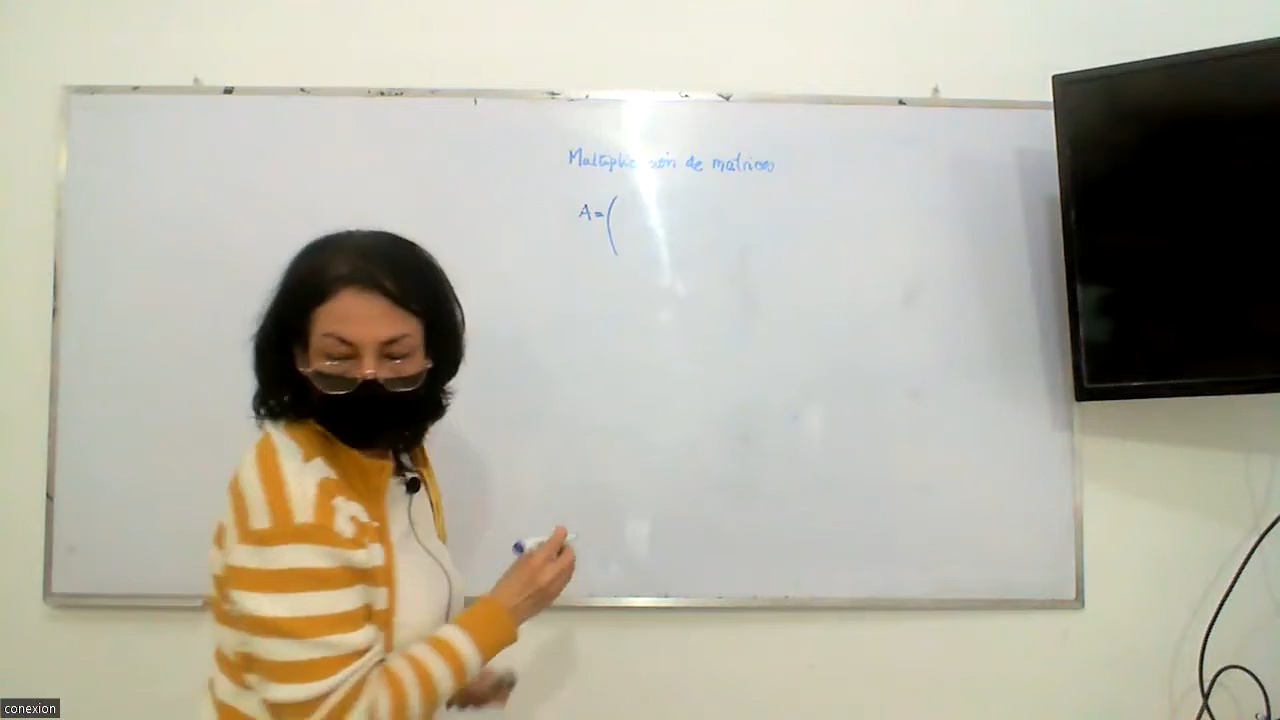 Multiplicación de matrices
A = (
conexion